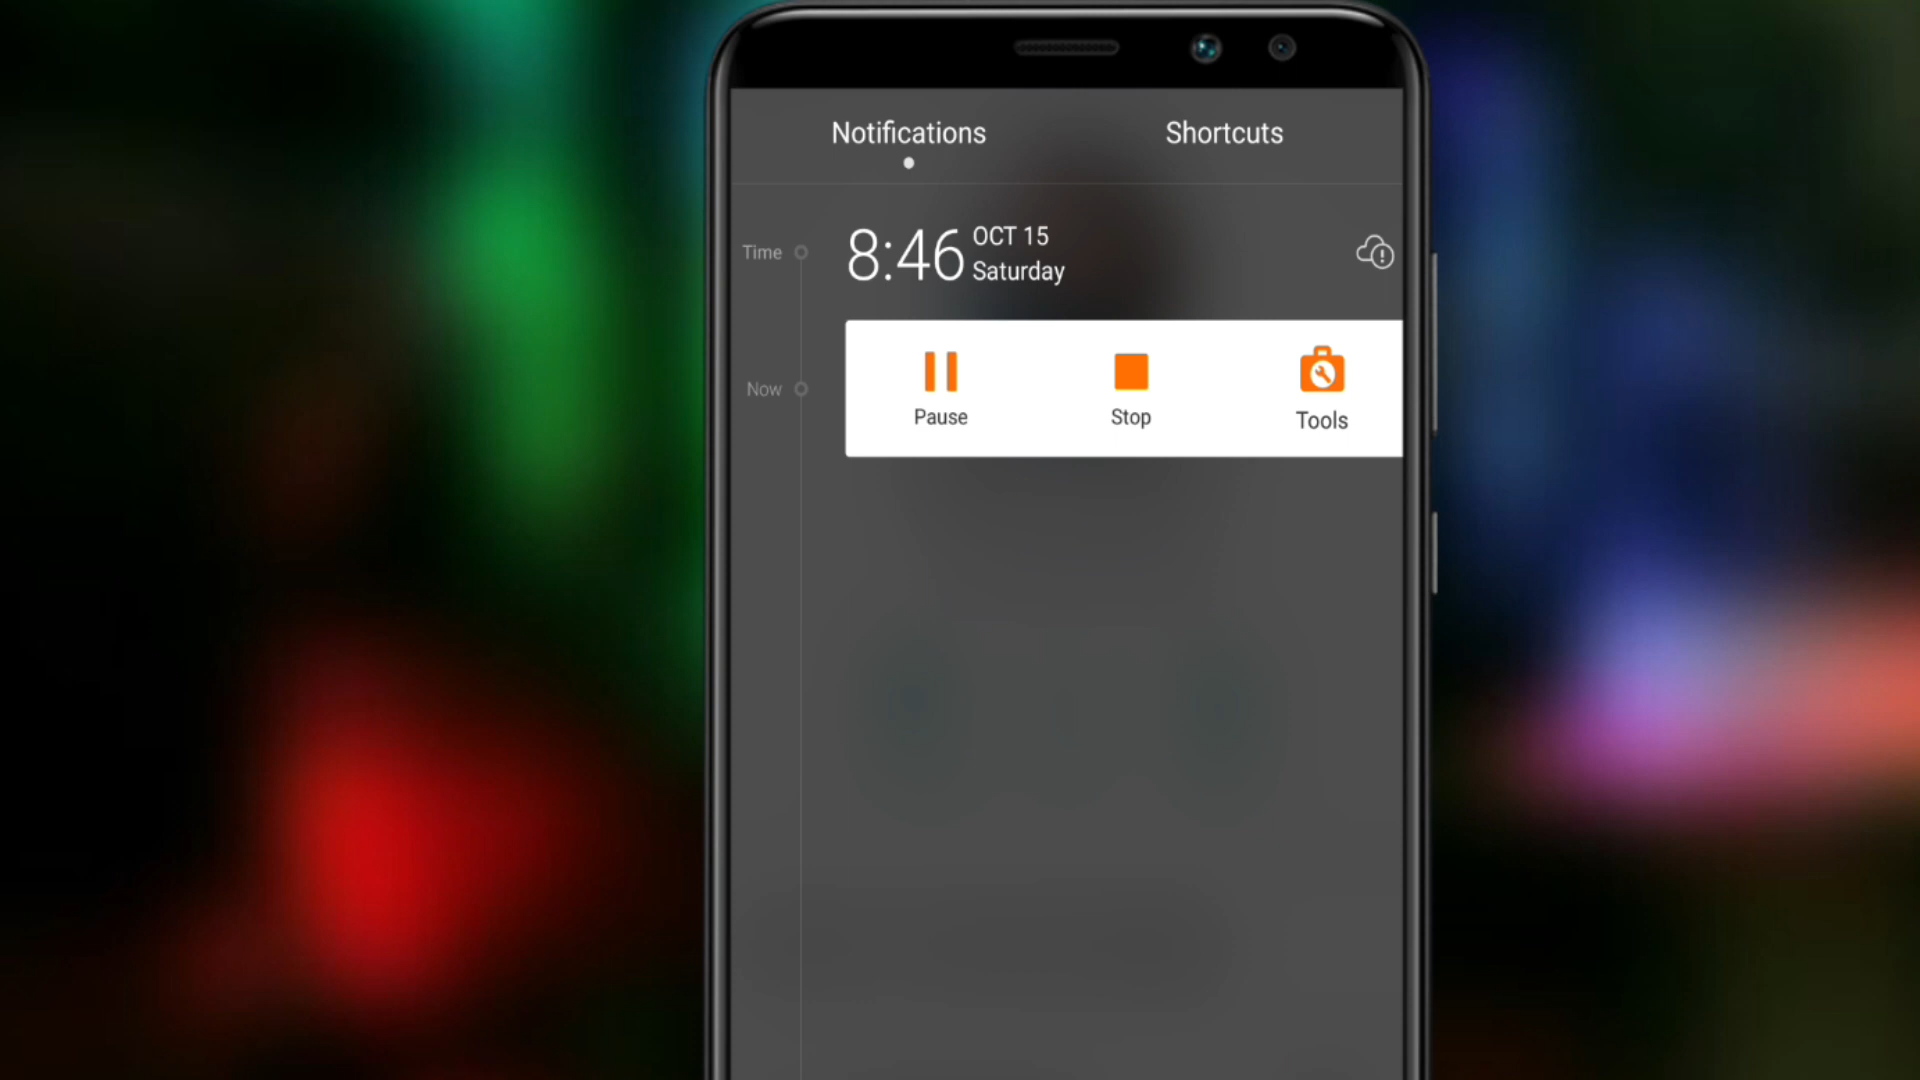 Notifications
Shortcuts
Time
8:46
OCT 15
Saturday
Now
Pause
Stop
Tools